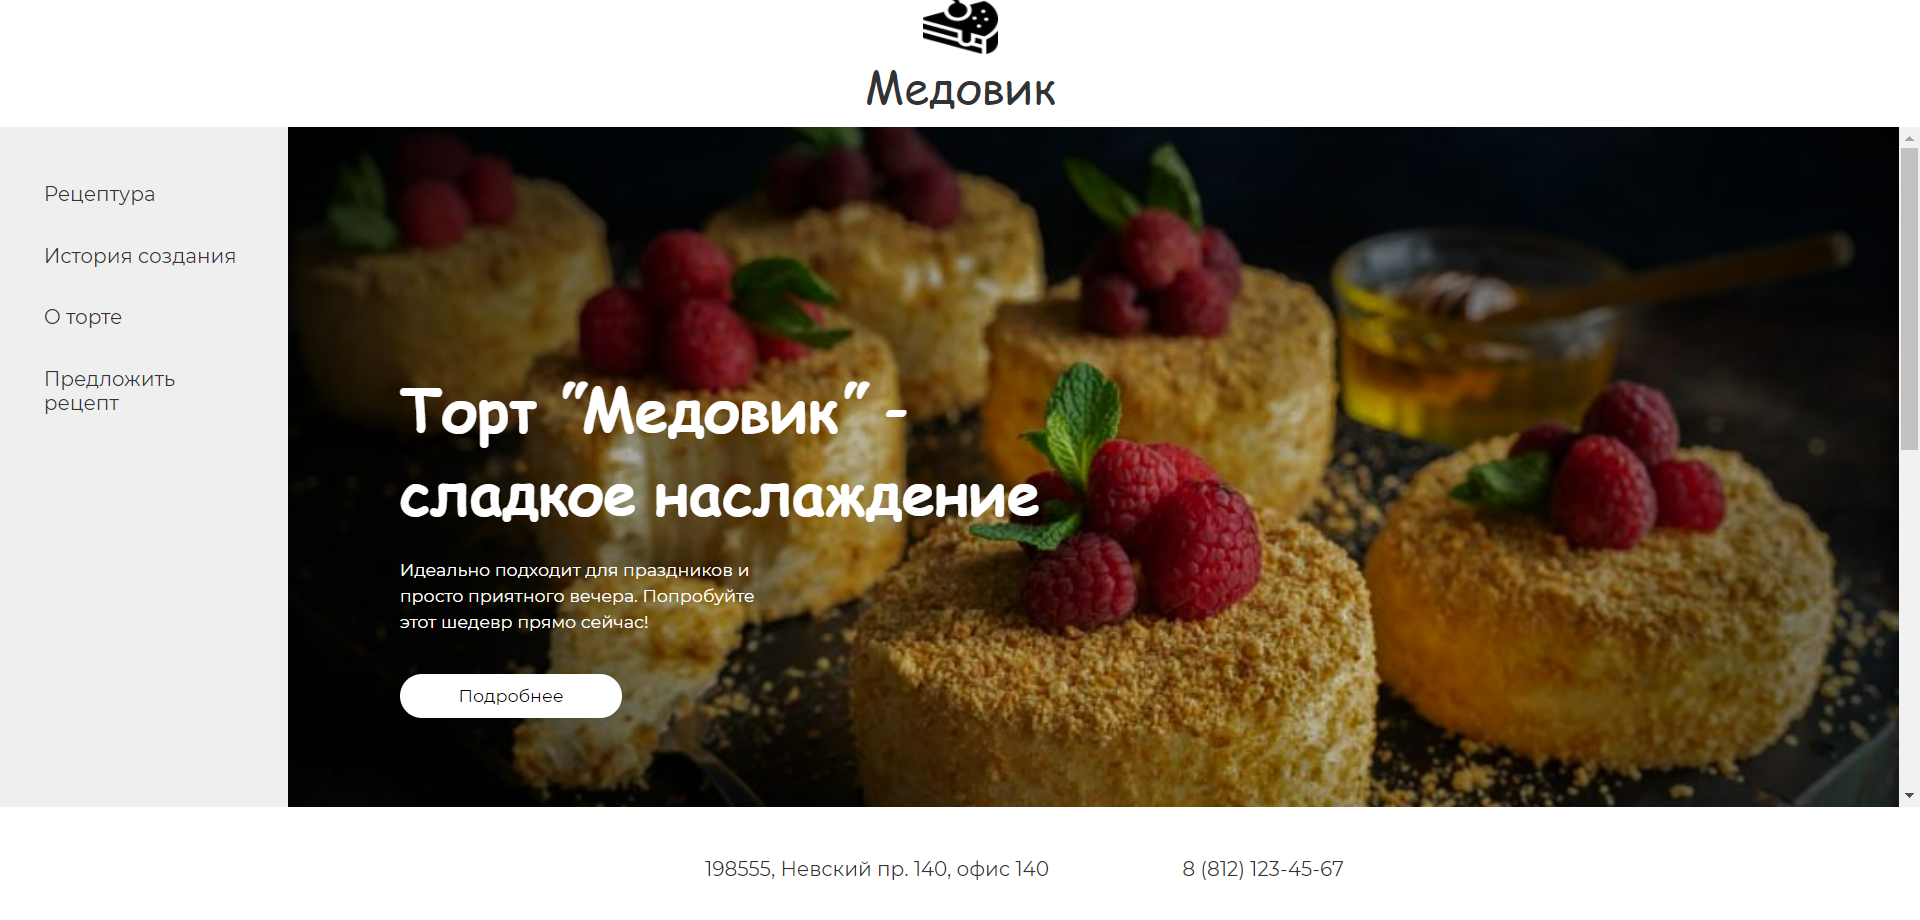 Медовик
Рецептура
История создания
О торте
Предложить
рецепт
Торт "Медовик" -
сладкое наслаждение
Идеально подходит для праздников и
просто приятного вечера. Попробуйте
этот шедевр прямо сейчас!
Подробнее
198555, Невский пр. 140, офис 140
8 (812) 123-45-67